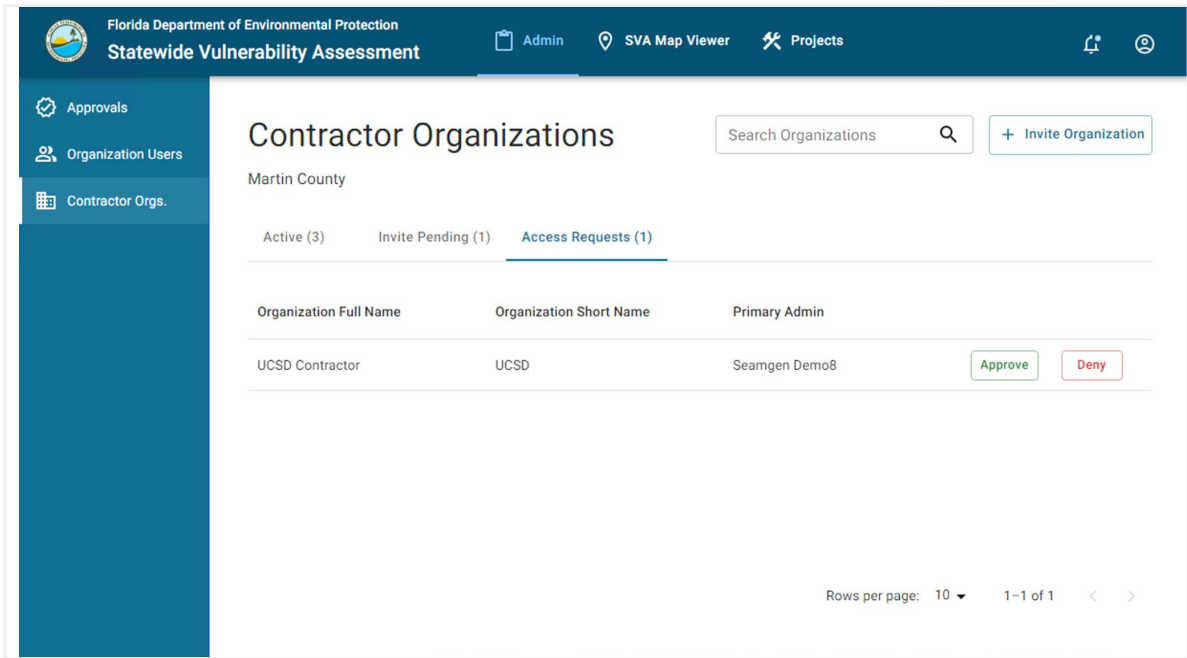 Florida Department of Environmental Protection
Statewide Vulnerability Assessment
Admin
SVA Map Viewer
Projects
Approvals
Organization Users
Contractor Orgs.
Contractor Organizations
Search Organizations
+ Invite Organization
Martin County
Active (3)
Invite Pending (1)
Access Requests (1)
Organization Full Name
Organization Short Name
Primary Admin
UCSD Contractor
UCSD
Seamgen Demo8
Approve
Deny
Rows per page: 10
1–1 of 1